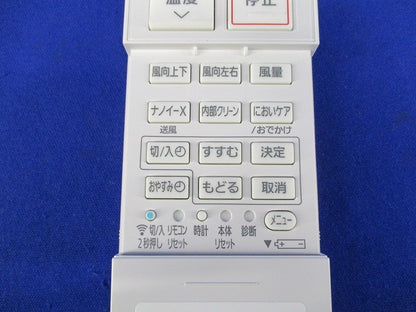 温度
停止
風向上下 風向左右 風量
ナノイーX 内部クリーン においケア
送風 /おでかけ
切/入 すすむ 決定
おやすみ もどる 取消
切/入 リモコン 時計 本体 診断 メニュー
2秒押し リセット リセット